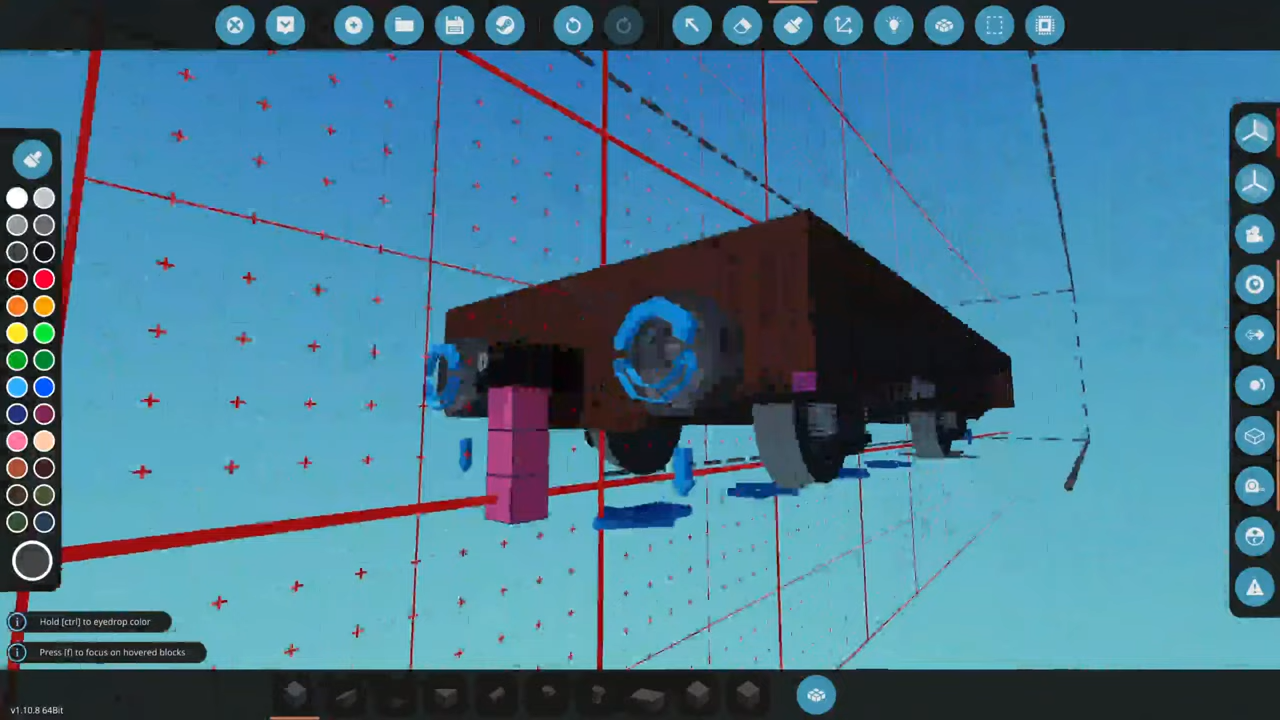 Hold [ctrl] to eyedrop color
Press [f] to focus on hovered blocks
v1.10.8 64Bit